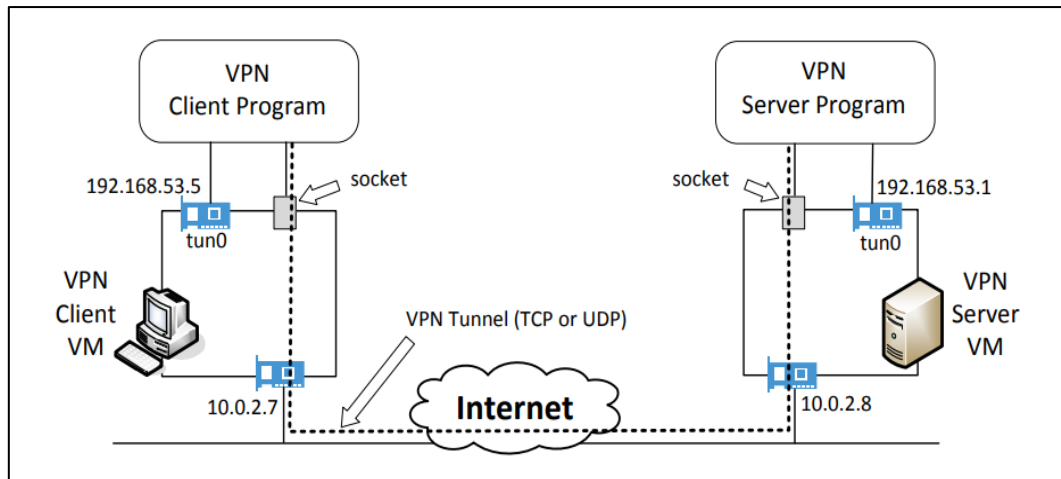 VPN
Client Program
VPN
Server Program
192.168.53.5
socket
socket
192.168.53.1
tun0
tun0
VPN
Client
VM
VPN Tunnel (TCP or UDP)
VPN
Server
VM
10.0.2.7
Internet
10.0.2.8